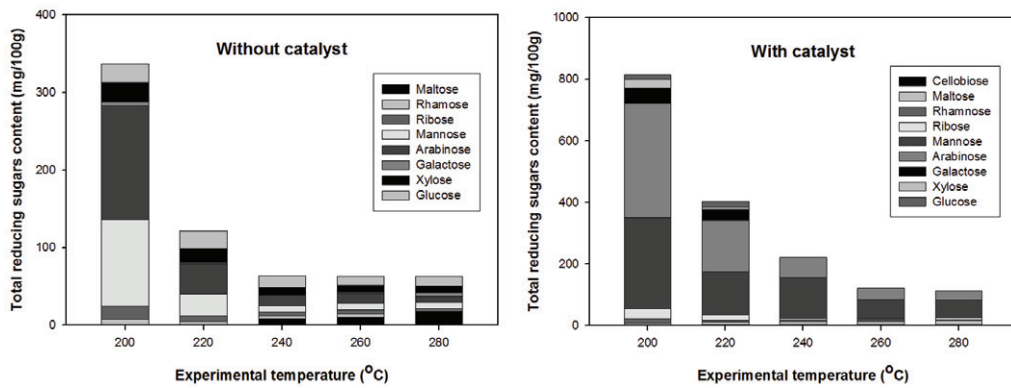 Without catalyst
Total reducing sugars content (mg/100g)
400
300
200
100
0
Maltose
Rhamose
Ribose
Mannose
Arabinose
Galactose
Xylose
Glucose
200 220 240 260 280
Experimental temperature (⁰C)
With catalyst
Total reducing sugars content (mg/100g)
1000
800
600
400
200
0
Cellobiose
Maltose
Rhamnose
Ribose
Mannose
Arabinose
Galactose
Xylose
Glucose
200 220 240 260 280
Experimental temperature (⁰C)